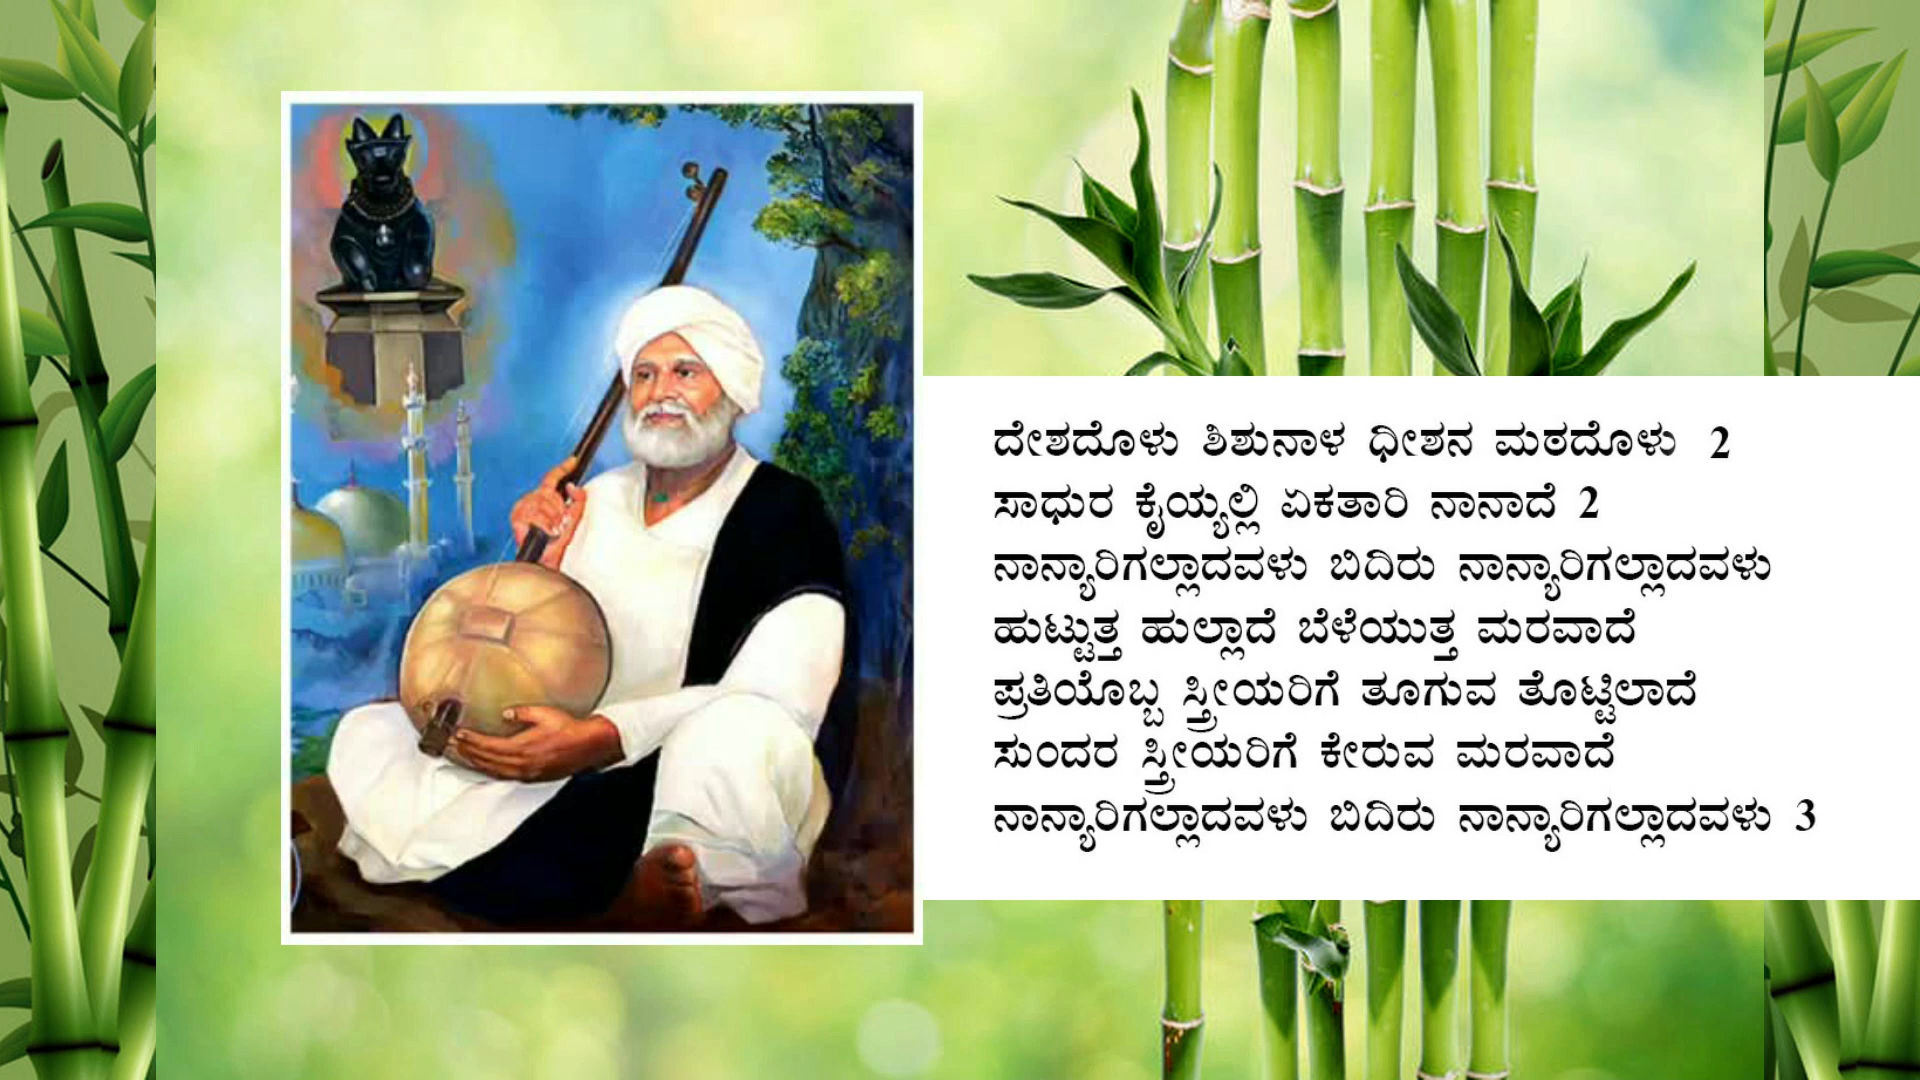 ದೇಶದೊಳು ಶಿಶುನಾಳ ಧೀಶನ ಮಠದೊಳು 2
ಸಾಧುರ ಕೈಯ್ಯಲ್ಲಿ ಏಕತಾರಿ ನಾನಾದೆ 2
ನಾನ್ಯಾರಿಗಲ್ಲಾದವಳು ಬಿದಿರು ನಾನ್ಯಾರಿಗಲ್ಲಾದವಳು
ಹುಟ್ಟುತ್ತ ಹುಲ್ಲಾದೆ ಬೆಳೆಯುತ್ತ ಮರವಾದೆ
ಪ್ರತಿಯೊಬ್ಬ ಸ್ತ್ರೀಯರಿಗೆ ತೂಗುವ ತೊಟ್ಟಿಲಾದೆ
ಸುಂದರ ಸ್ತ್ರೀಯರಿಗೆ ಕೇರುವ ಮರವಾದೆ
ನಾನ್ಯಾರಿಗಲ್ಲಾದವಳು ಬಿದಿರು ನಾನ್ಯಾರಿಗಲ್ಲಾದವಳು 3